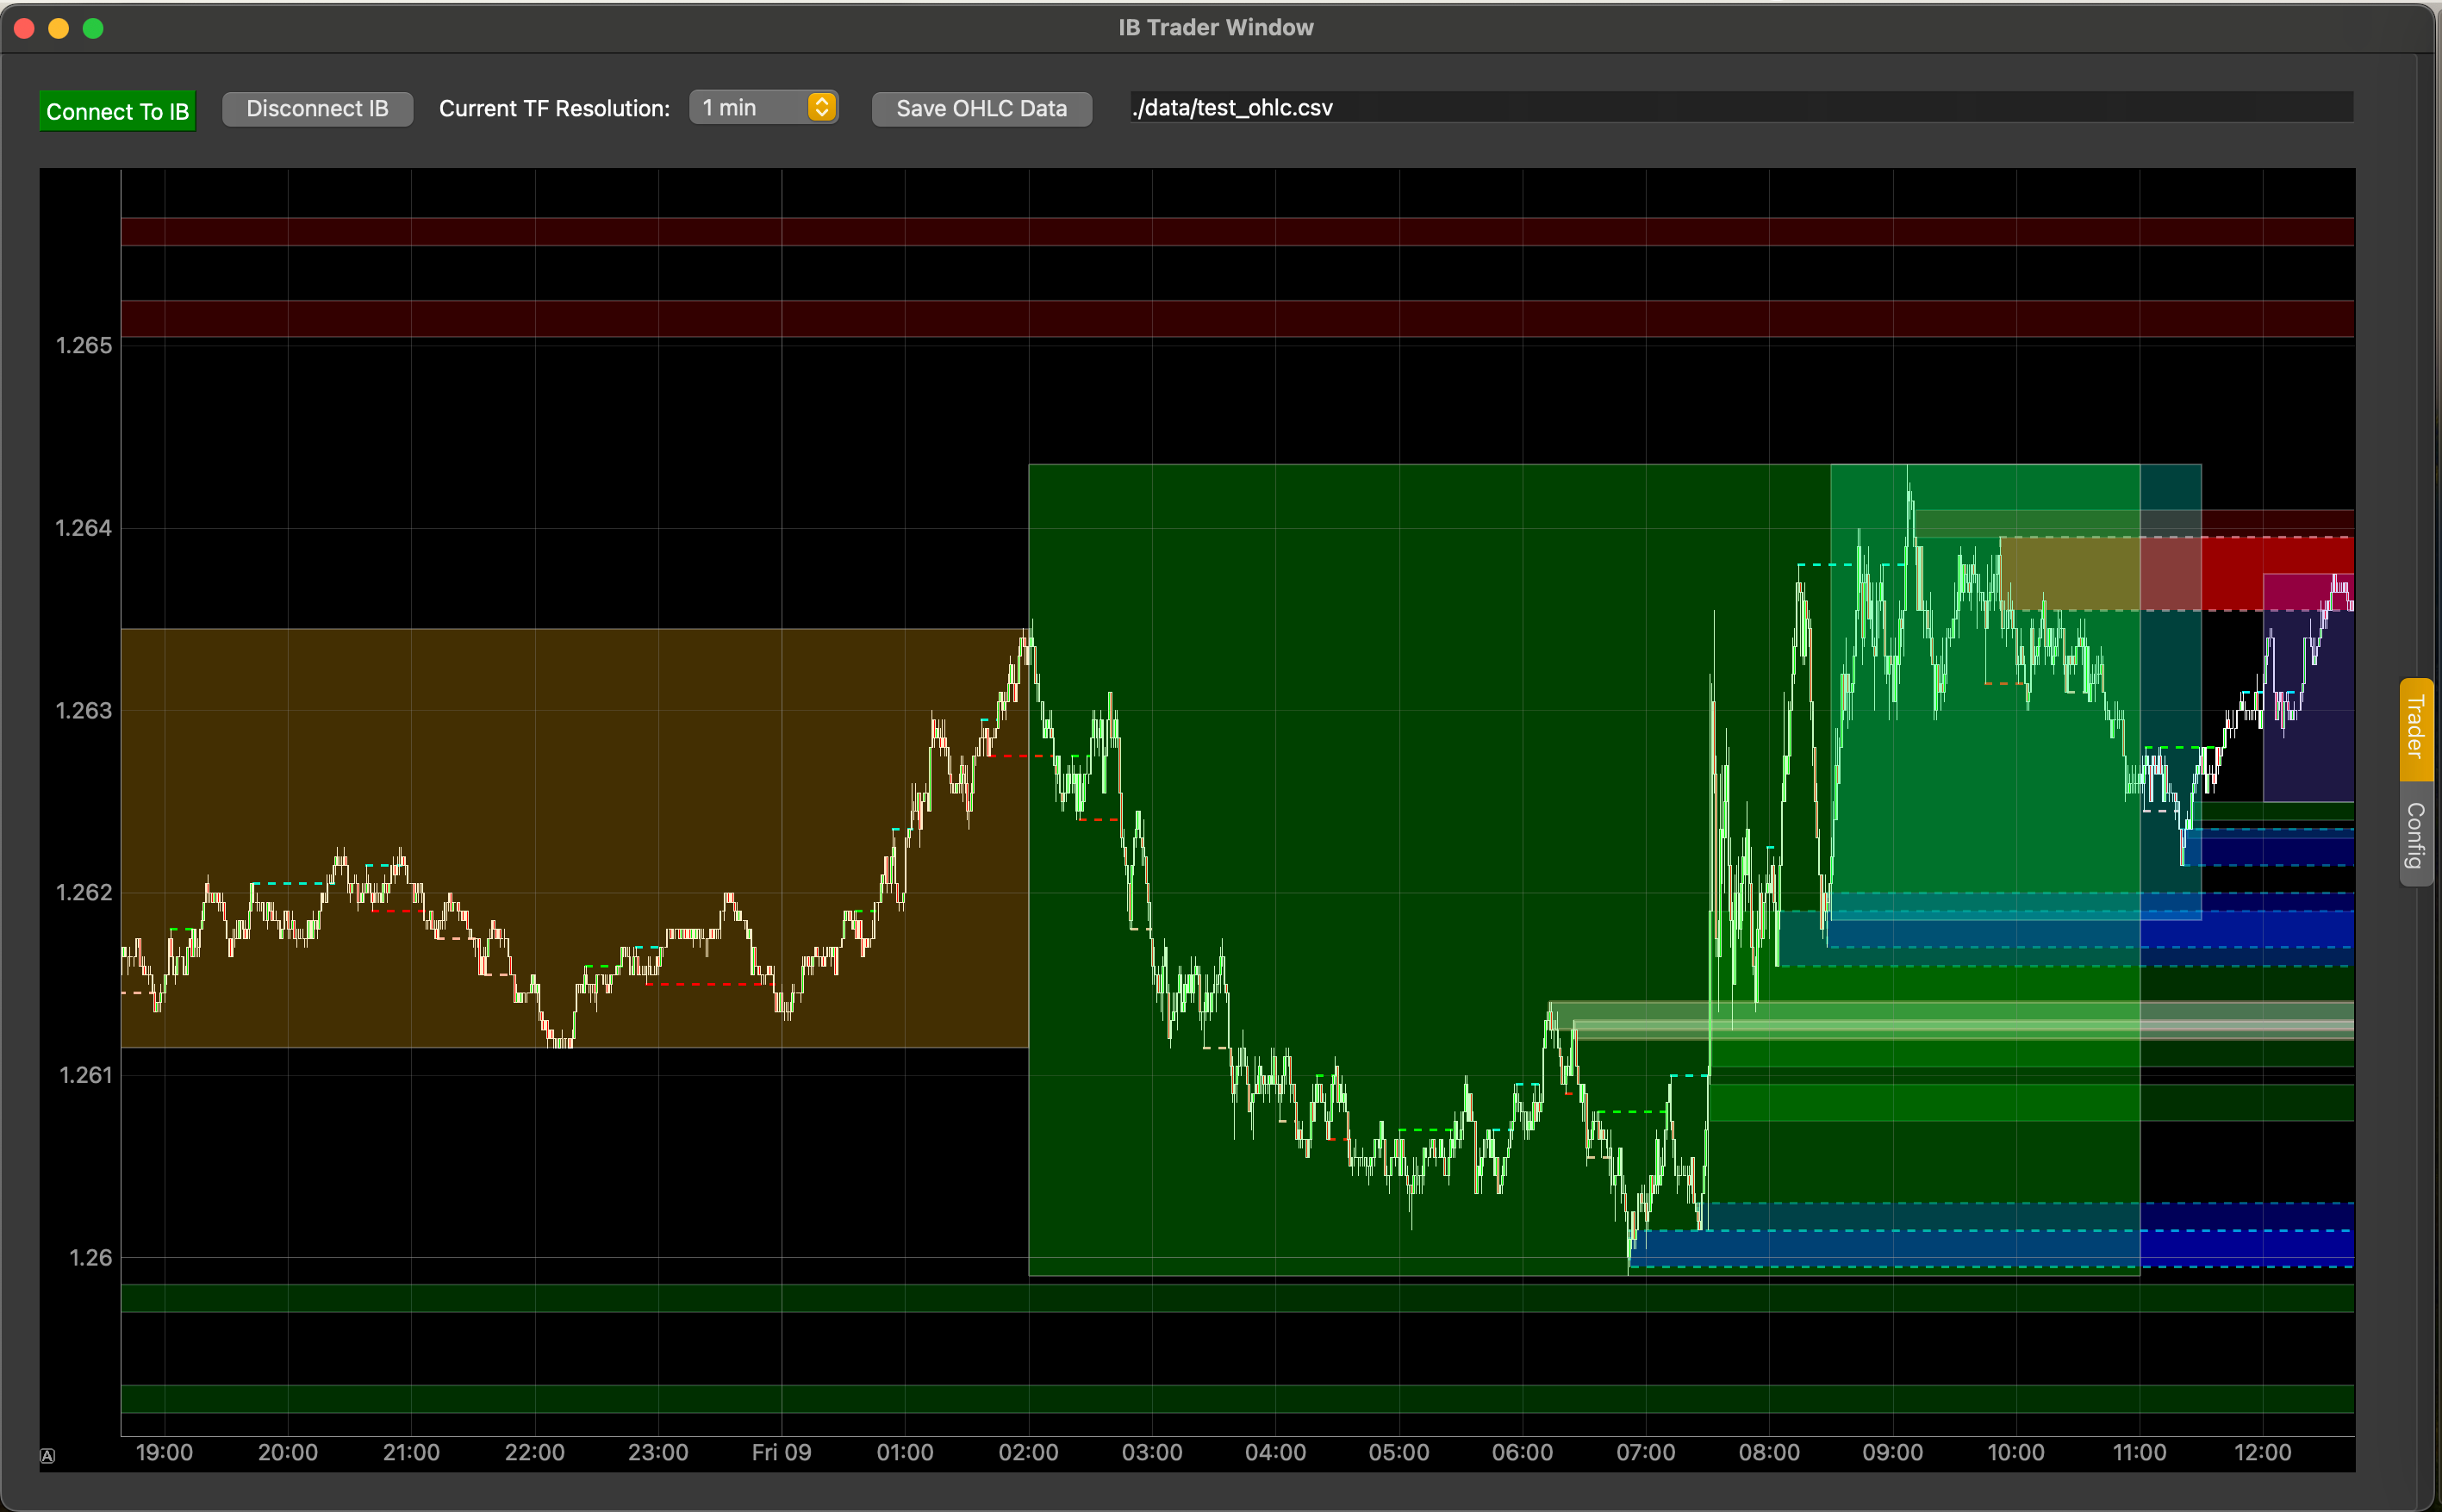 IB Trader Window
Connect To IB Disconnect IB Current TF Resolution: 1 min Save OHLC Data ./data/test_ohlc.csv
1.265
1.264
1.263
1.262
1.261
1.26
Trader
Config
A
19:00 20:00 21:00 22:00 23:00 Fri 09 01:00 02:00 03:00 04:00 05:00 06:00 07:00 08:00 09:00 10:00 11:00 12:00